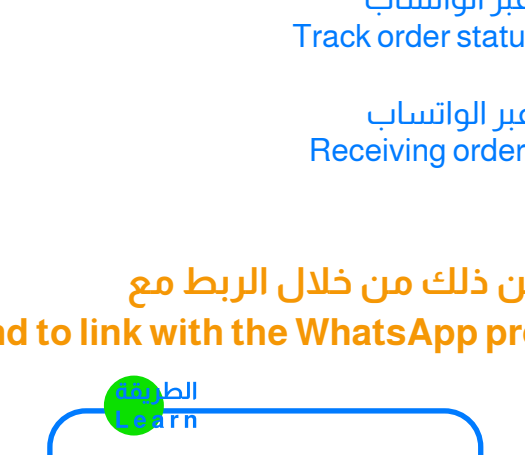 عبر الواتساب
Track order statu
عبر الواتساب
Receiving order
ن ذلك من خلال الربط مع
nd to link with the WhatsApp pr
الطريقة
Learn